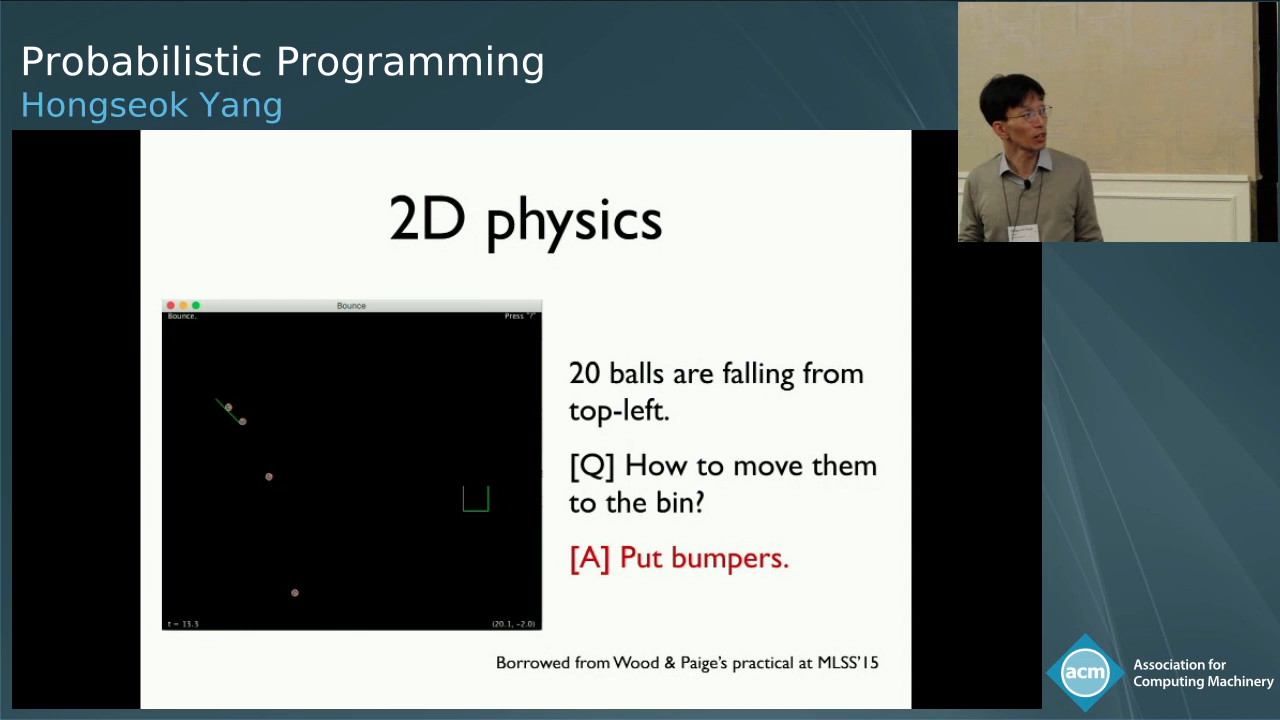 Probabilistic Programming
Hongseok Yang
2D physics
Bounce
Bounce.
Press "?"
20 balls are falling from
top-left.
[Q] How to move them
to the bin?
[A] Put bumpers.
t = 13.3
(20.1, -2.0)
Borrowed from Wood & Paige's practical at MLSS'15
acm
Association for
Computing Machinery